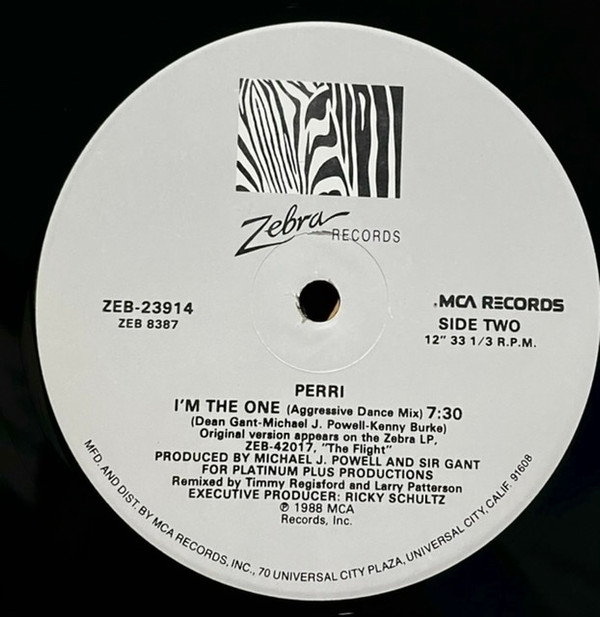 Zebra RECORDS
ZEB-23914
ZEB 8387
.MCA RECORDS
SIDE TWO
12" 33 1/3 R.P.M.
PERRI
I'M THE ONE (Aggressive Dance Mix) 7:30
(Dean Gant-Michael J. Powell-Kenny Burke)
Original version appears on the Zebra LP,
ZEB-42017, "The Flight"
PRODUCED BY MICHAEL J. POWELL AND SIR GANT
FOR PLATINUM PLUS PRODUCTIONS
Remixed by Timmy Regisford and Larry Patterson
EXECUTIVE PRODUCER: RICKY SCHULTZ
℗ 1988 MCA
Records, Inc.
MFD. AND DIST. BY MCA RECORDS, INC., 70 UNIVERSAL CITY PLAZA, UNIVERSAL CITY, CALIF. 91608